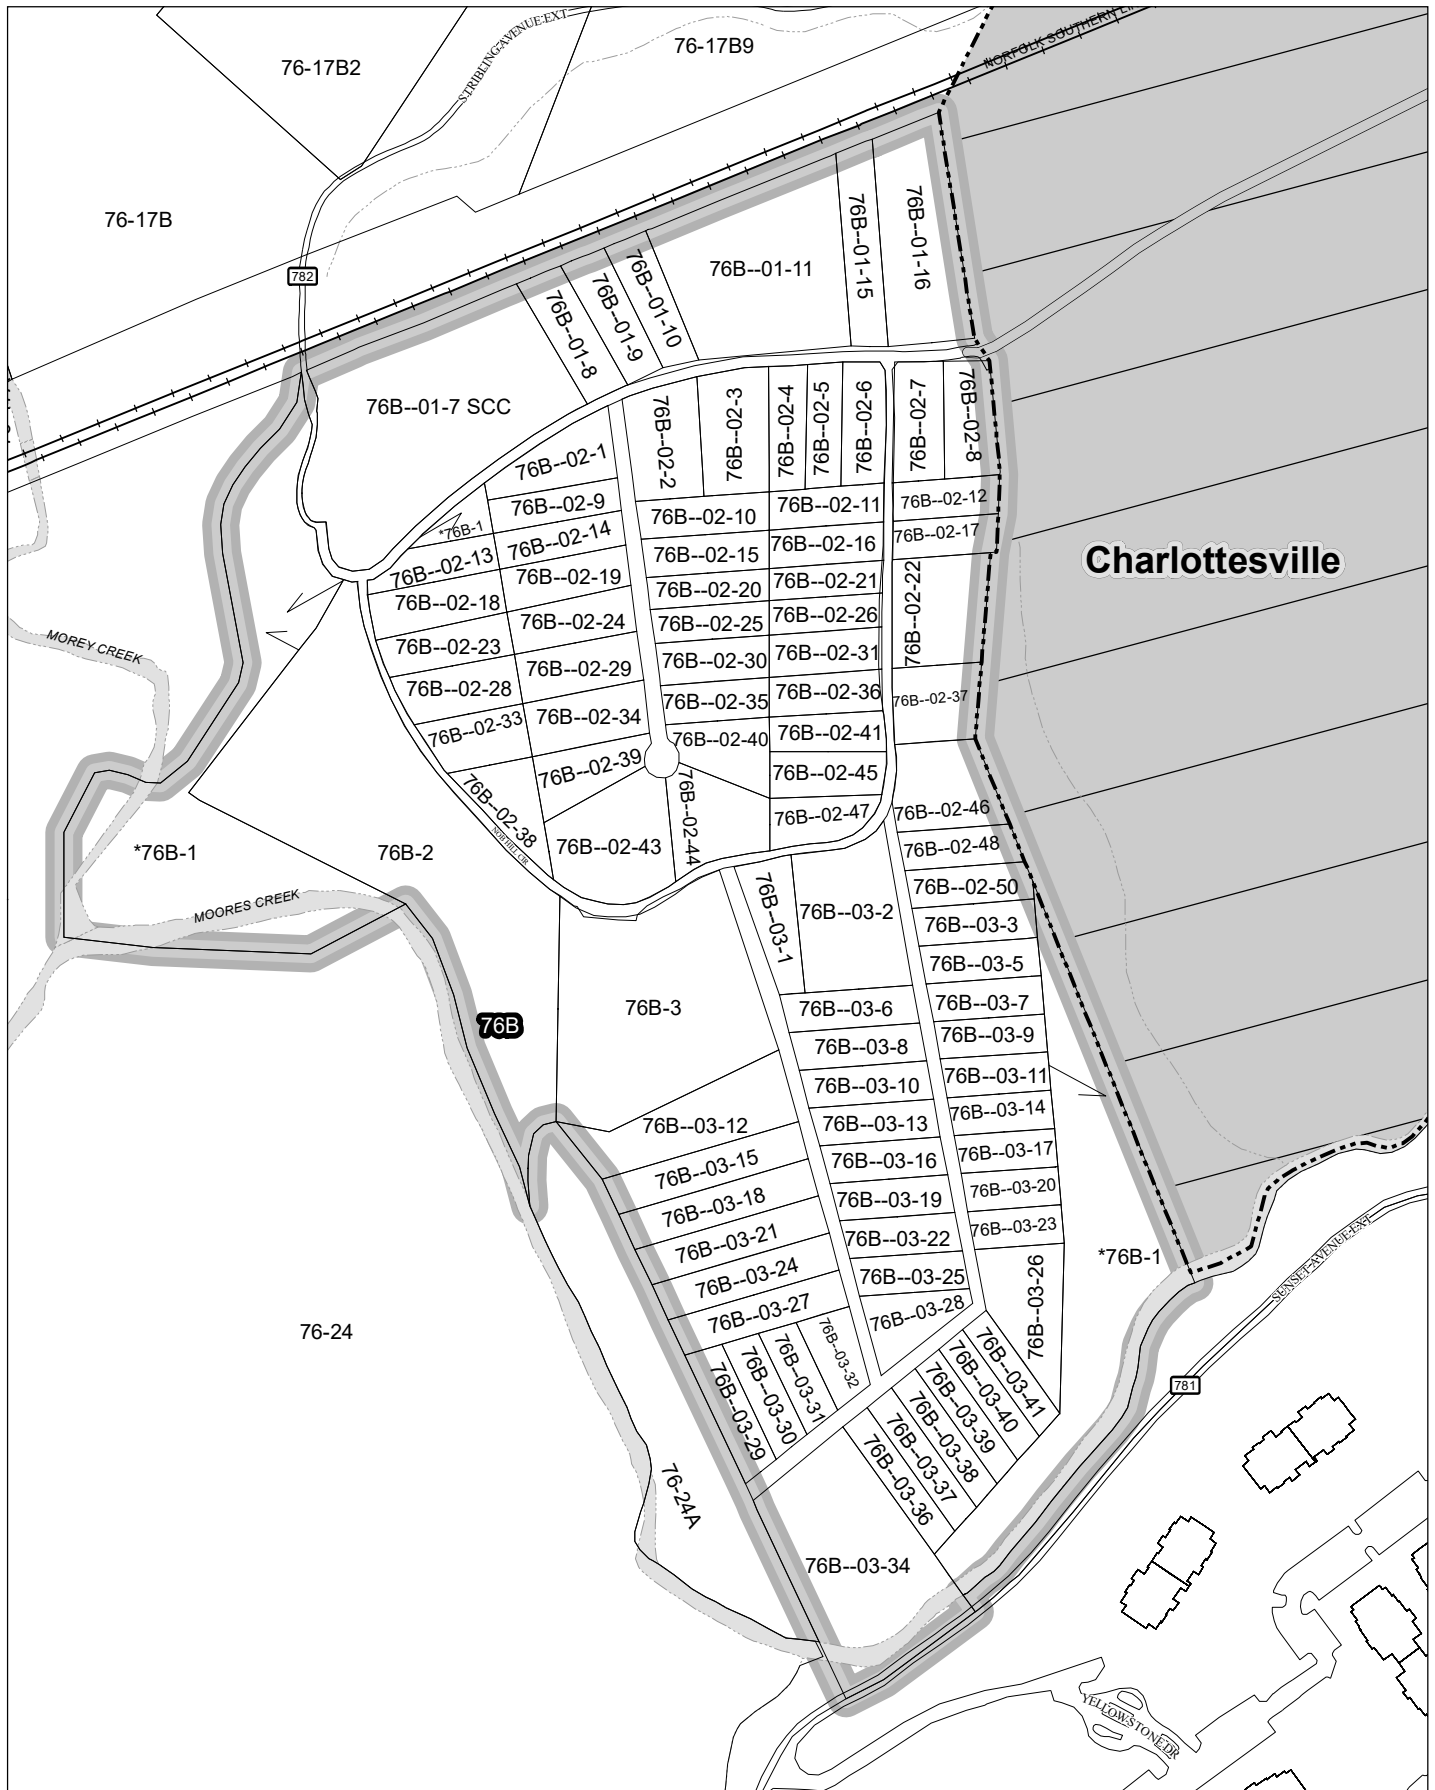 STRIBLING AVENUE EXT
76-17B9
NORFOLK SOUTHERN
76-17B2
76-17B
782
76B--01-16
76B--01-15
76B--01-11
76B--01-10
76B--01-9
76B--01-8
76B--01-7 SCC
76B--02-1
76B--02-2
76B--02-3
76B--02-4
76B--02-5
76B--02-6
76B--02-7
76B--02-8
76B--02-9
76B--02-10
76B--02-11
76B--02-12
*76B-1
76B--02-13
76B--02-14
76B--02-15
76B--02-16
76B--02-17
Charlottesville
76B--02-18
76B--02-19
76B--02-20
76B--02-21
76B--02-22
76B--02-23
76B--02-24
76B--02-25
76B--02-26
MOREY CREEK
76B--02-28
76B--02-29
76B--02-30
76B--02-31
76B--02-33
76B--02-34
76B--02-35
76B--02-36
76B--02-37
76B--02-38
76B--02-39
76B--02-40
76B--02-41
76B--02-43
76B--02-44
76B--02-45
76B--02-47
76B--02-46
76B--02-48
NOB HILL CIR
*76B-1
76B-2
MOORES CREEK
76B--02-50
76B--03-1
76B--03-2
76B--03-3
76B--03-5
76B
76B-3
76B--03-6
76B--03-7
76B--03-8
76B--03-9
76B--03-10
76B--03-11
76B--03-12
76B--03-13
76B--03-14
76B--03-15
76B--03-16
76B--03-17
76B--03-18
76B--03-19
76B--03-20
76B--03-21
76B--03-22
76B--03-23
76B--03-24
76B--03-25
76B--03-26
*76B-1
SUNSET AVENUE EXT
76B--03-27
76B--03-28
76-24
76B--03-29
76B--03-30
76B--03-31
76B--03-32
76B--03-41
76B--03-40
76B--03-39
76B--03-38
76B--03-37
76B--03-36
781
76-24A
76B--03-34
YELLOWSTONE DR